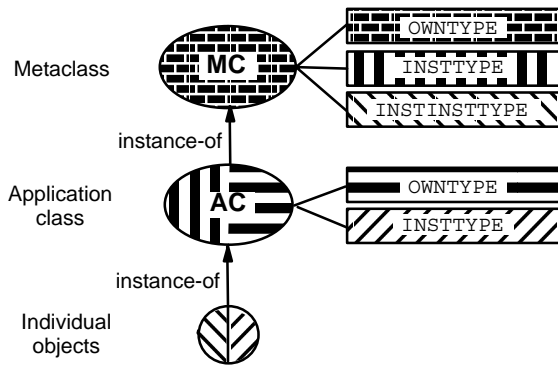 OWNTYPE
Metaclass
MC
INSTTYPE
INSTINSTTYPE
instance-of
Application
class
AC
OWNTYPE
INSTTYPE
instance-of
Individual
objects